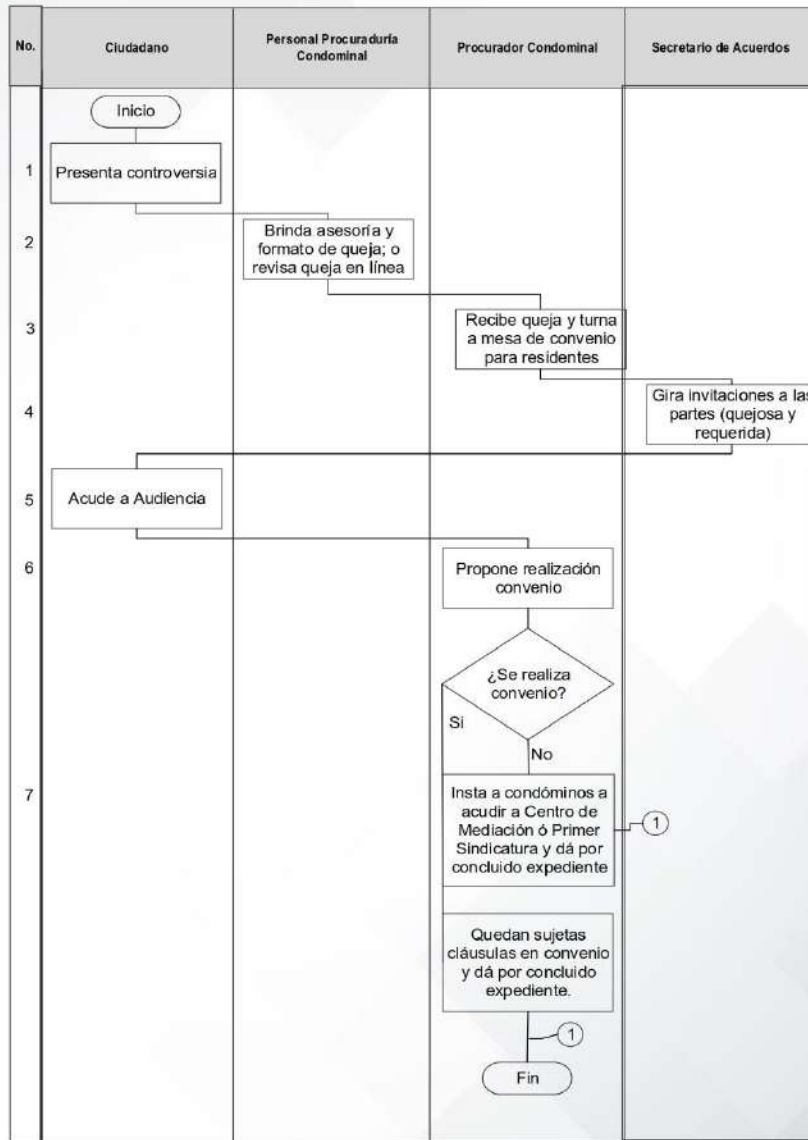 No.
Ciudadano
Personal Procuraduría
Condominal
Procurador Condominal
Secretario de Acuerdos
Inicio
1
Presenta controversia
2
Brinda asesoría y
formato de queja; o
revisa queja en línea
3
Recibe queja y turna
a mesa de convenio
para residentes
4
Gira invitaciones a las
partes (quejosa y
requerida)
5
Acude a Audiencia
6
Propone realización
convenio
¿Se realiza
convenio?
Sí
No
7
Insta a condóminos a
acudir a Centro de
Mediación ó Primer
Sindicatura y dá por
concluido expediente
1
Quedan sujetas
cláusulas en convenio
y dá por concluido
expediente.
1
Fin